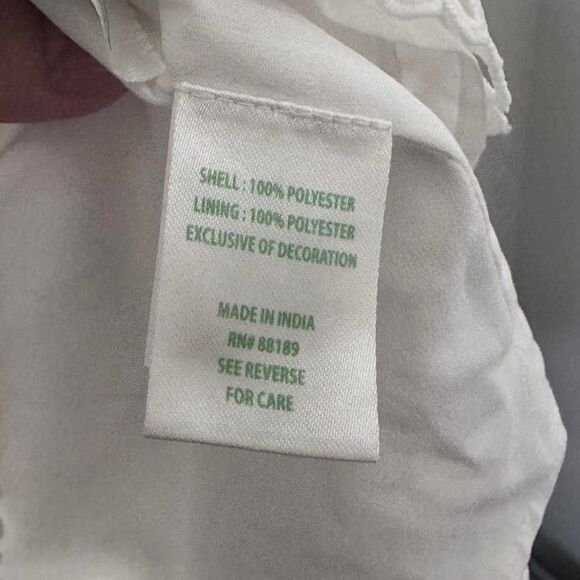 SHELL : 100% POLYESTER
LINING : 100% POLYESTER
EXCLUSIVE OF DECORATION
MADE IN INDIA
RN# 88189
SEE REVERSE
FOR CARE